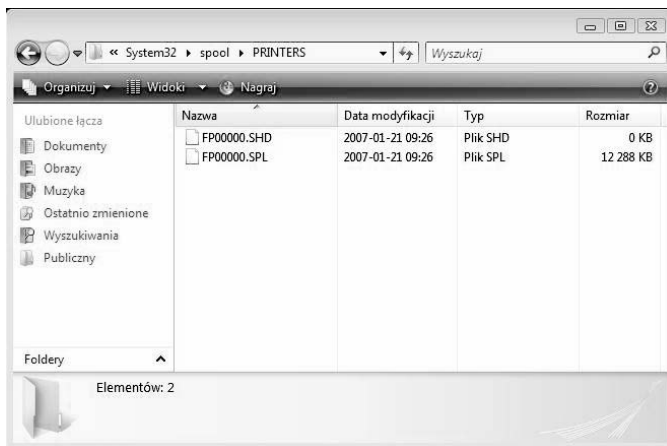 « System32 ▸ spool ▸ PRINTERS
Wyszukaj
Organizuj Widoki Nagraj
Ulubione łącza
Dokumenty
Obrazy
Muzyka
Ostatnio zmienione
Wyszukiwania
Publiczny
Foldery
Nazwa Data modyfikacji Typ Rozmiar
FP00000.SHD 2007-01-21 09:26 Plik SHD 0 KB
FP00000.SPL 2007-01-21 09:26 Plik SPL 12 288 KB
Elementów: 2